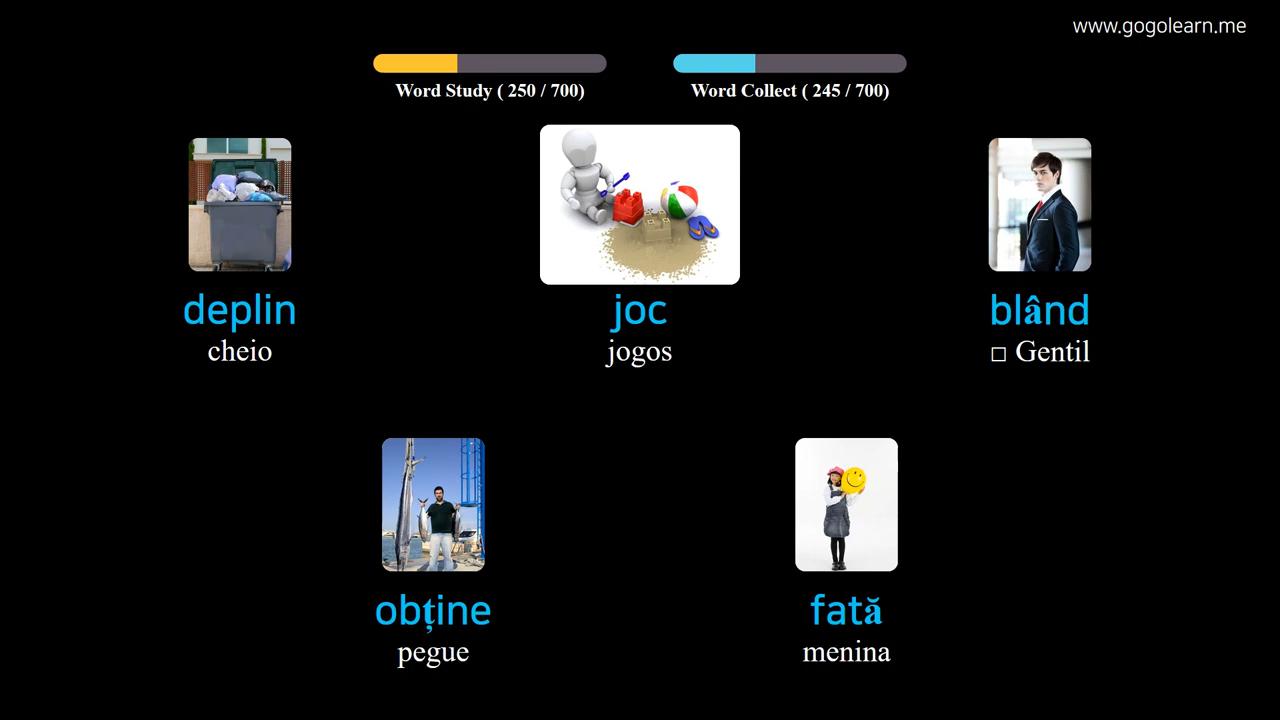 www.gogolearn.me
Word Study ( 250 / 700)
Word Collect ( 245 / 700)
deplin
cheio
joc
jogos
blând
□ Gentil
obține
pegue
fată
menina